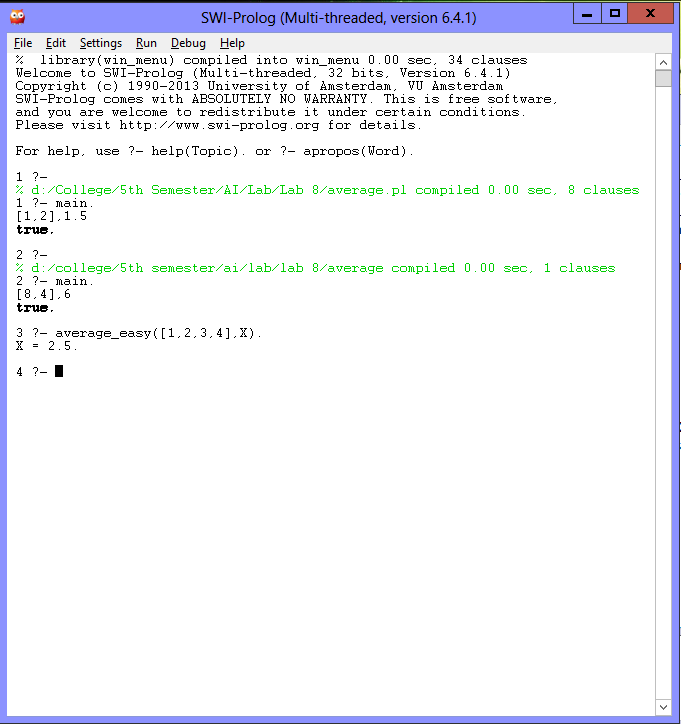 SWI-Prolog (Multi-threaded, version 6.4.1)
File Edit Settings Run Debug Help
% library(win_menu) compiled into win_menu 0.00 sec, 34 clauses
Welcome to SWI-Prolog (Multi-threaded, 32 bits, Version 6.4.1)
Copyright (c) 1990-2013 University of Amsterdam, VU Amsterdam
SWI-Prolog comes with ABSOLUTELY NO WARRANTY. This is free software,
and you are welcome to redistribute it under certain conditions.
Please visit http://www.swi-prolog.org for details.
For help, use ?- help(Topic). or ?- apropos(Word).
1 ?-
% d:/College/5th Semester/AI/Lab/Lab 8/average.pl compiled 0.00 sec, 8 clauses
1 ?- main.
[1,2],1.5
true.
2 ?-
% d:/college/5th semester/ai/lab/lab 8/average compiled 0.00 sec, 1 clauses
2 ?- main.
[8,4],6
true.
3 ?- average_easy([1,2,3,4],X).
X = 2.5.
4 ?-